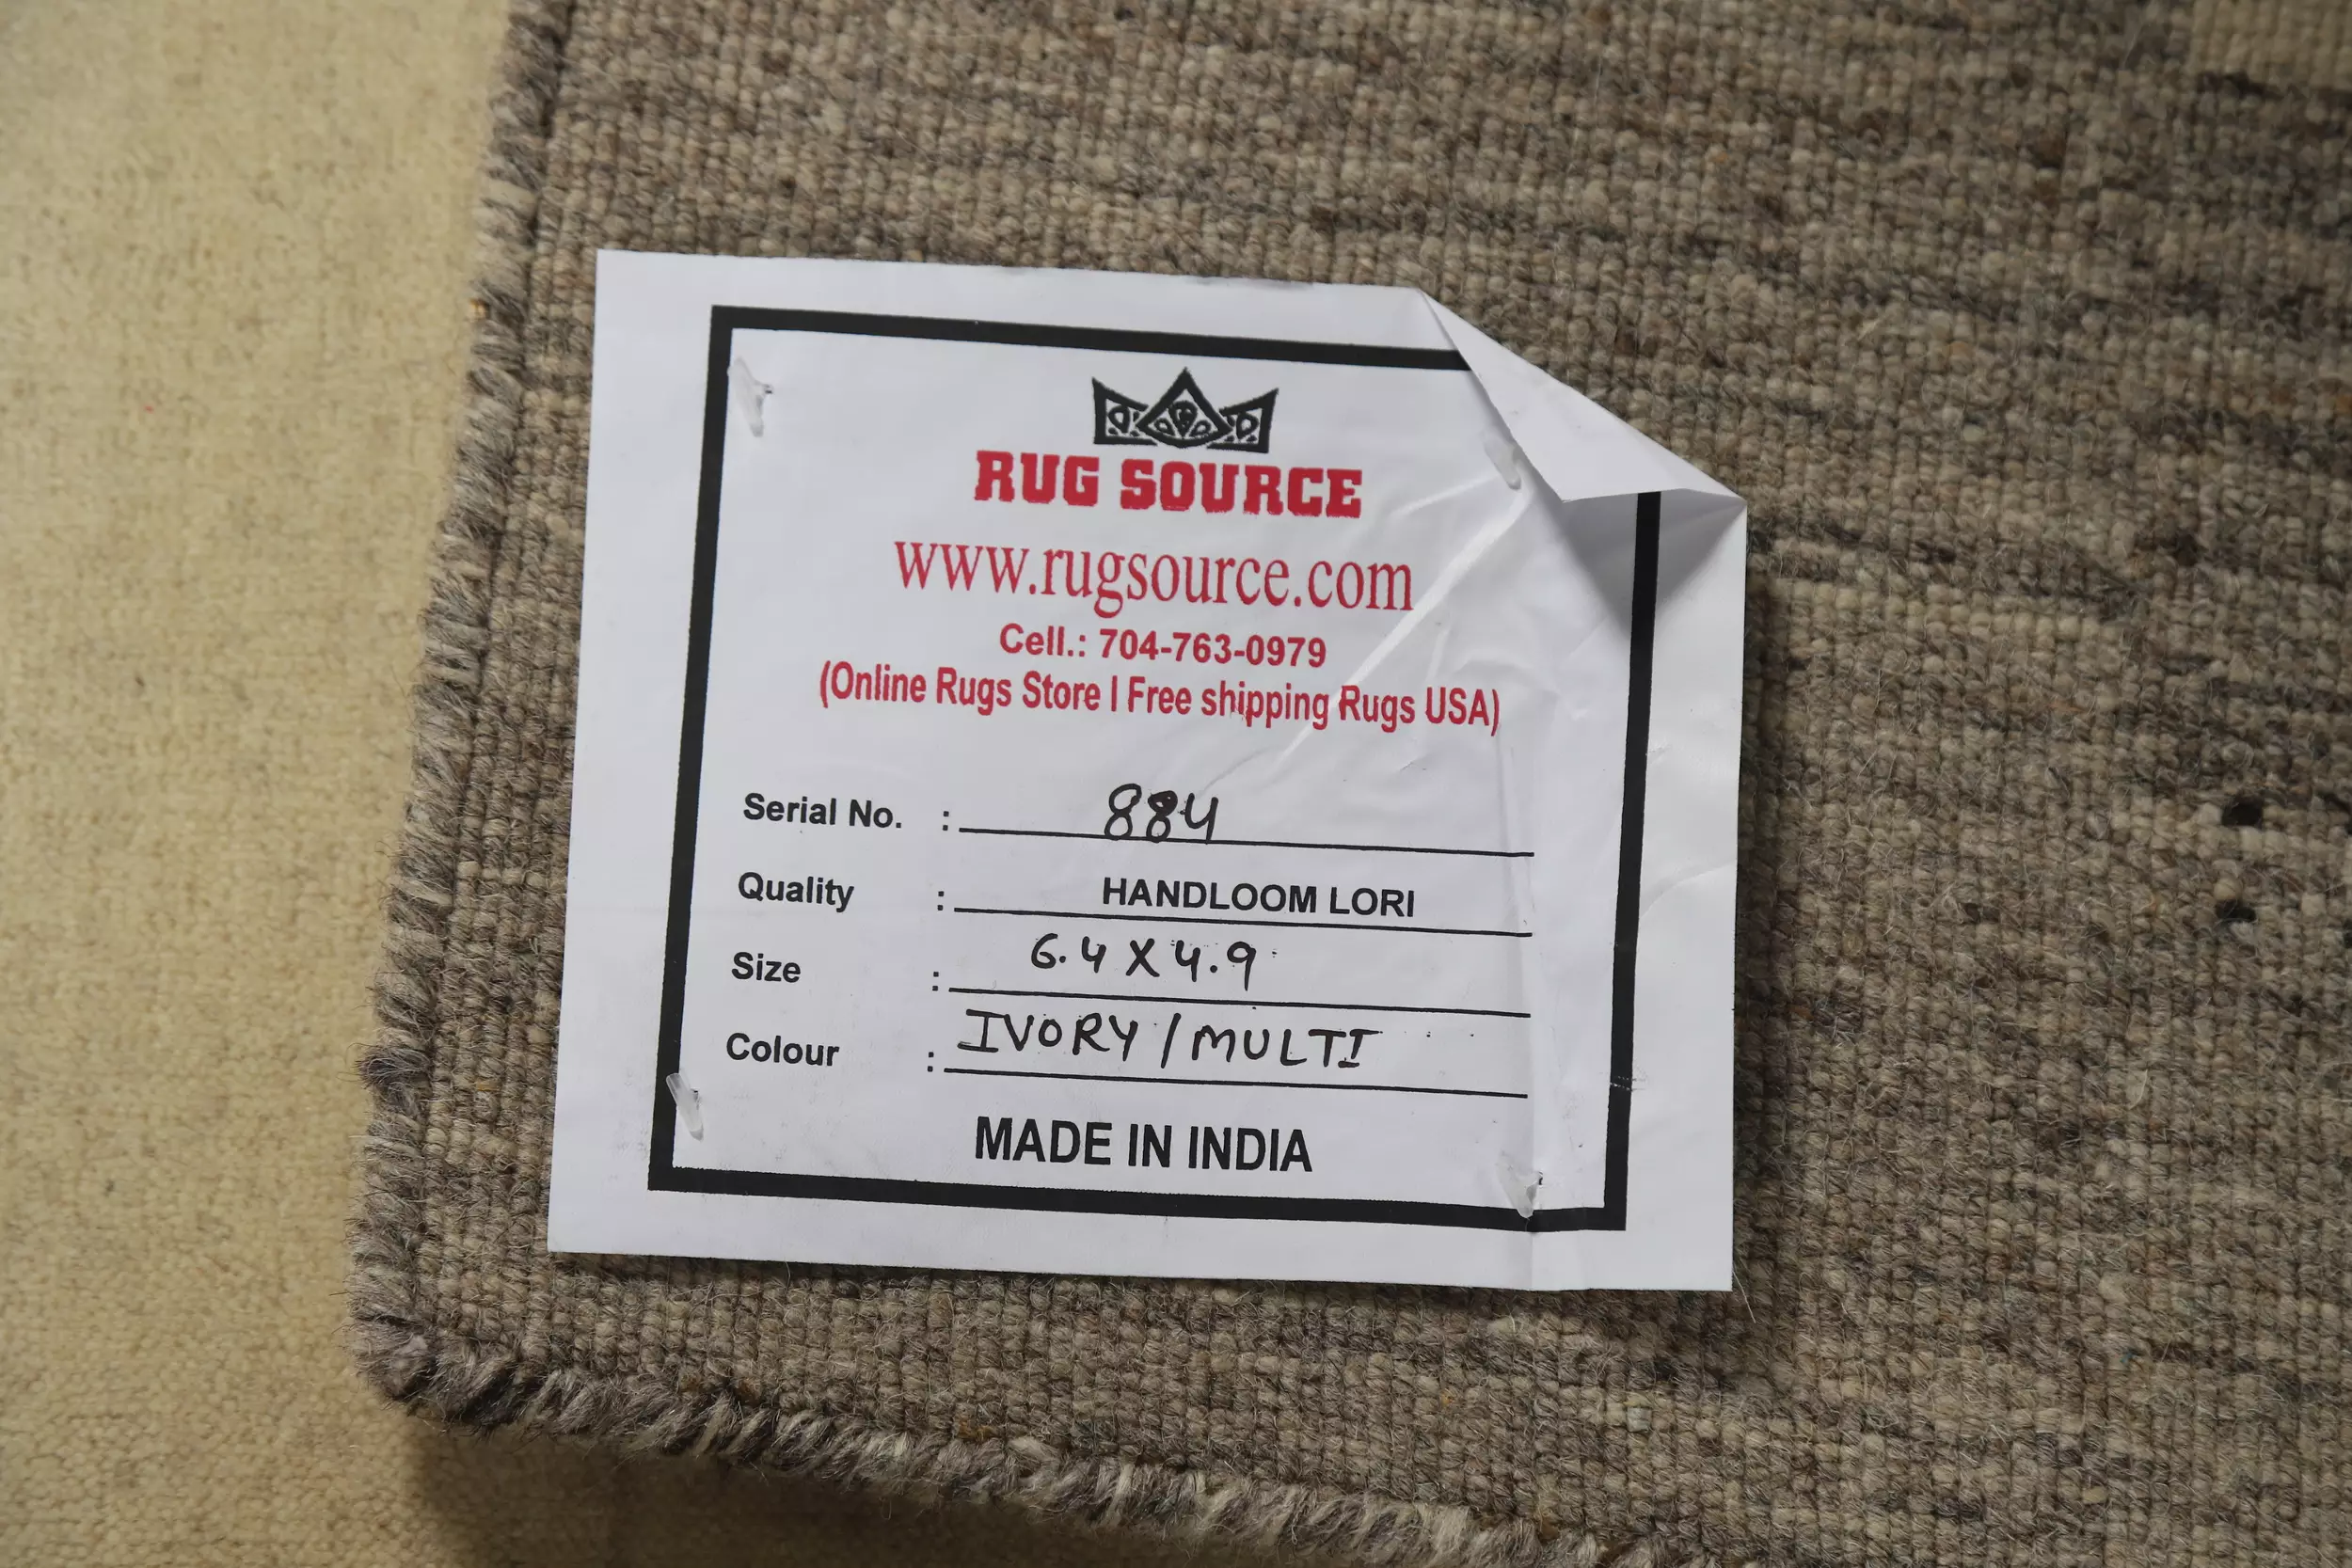 RUG SOURCE
www.rugsource.com
Cell.: 704-763-0979
(Online Rugs Store | Free shipping Rugs USA)
Serial No. : 884
Quality : HANDLOOM LORI
Size : 6.4 X 4.9
Colour : IVORY / MULTI
MADE IN INDIA